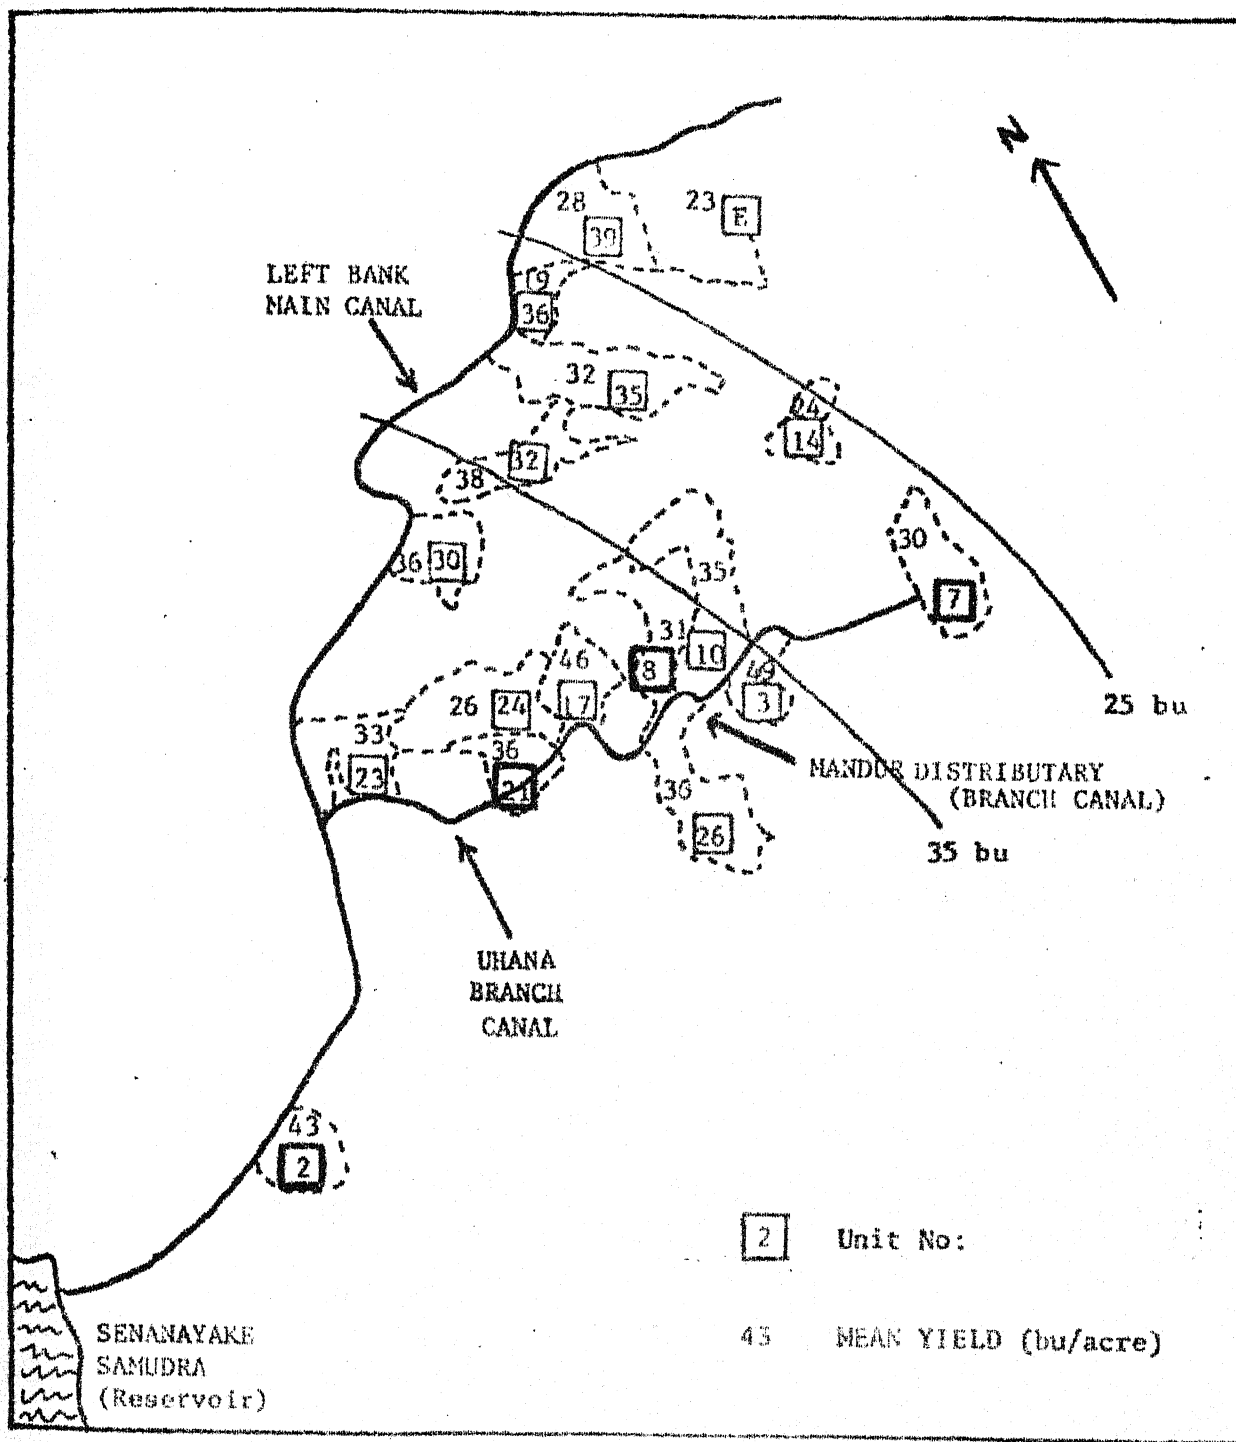 N
28
39
23
E
LEFT BANK
MAIN CANAL
19
36
32
35
24
14
38
32
36
30
35
30
7
31
10
8
46
17
49
3
26
24
33
23
36
21
25 bu
MANDUR DISTRIBUTARY
(BRANCH CANAL)
36
26
35 bu
UHANA
BRANCH
CANAL
43
2
2 Unit No:
43 MEAN YIELD (bu/acre)
SENANAYAKE
SAMUDRA
(Reservoir)